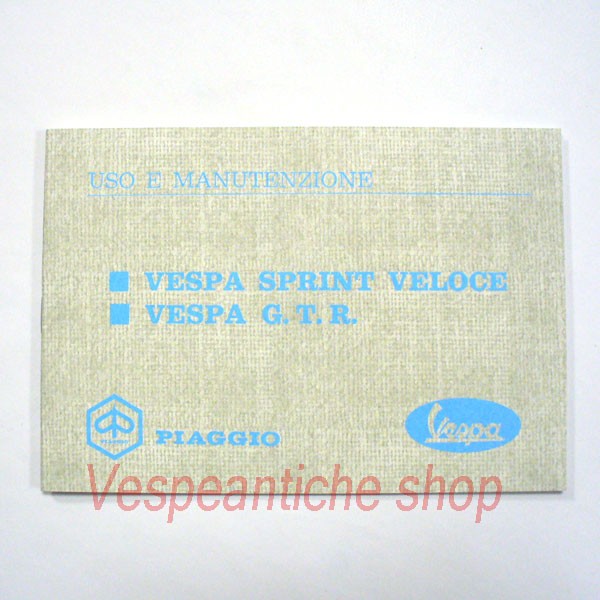 USO E MANUTENZIONE
VESPA SPRINT VELOCE
VESPA G. T. R.
PIAGGIO
Vespa
Vespeantiche shop